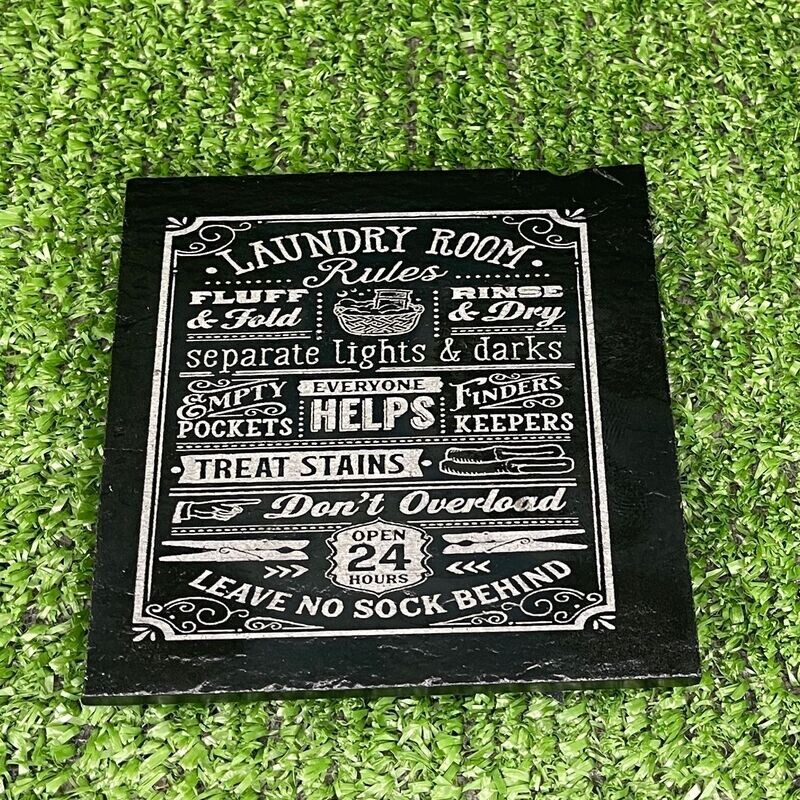 LAUNDRY ROOM
Rules
FLUFF
& Fold
RINSE
& Dry
separate lights & darks
EMPTY
POCKETS
EVERYONE
HELPS
FINDERS
KEEPERS
TREAT STAINS
Don't Overload
OPEN
24
HOURS
LEAVE NO SOCK BEHIND